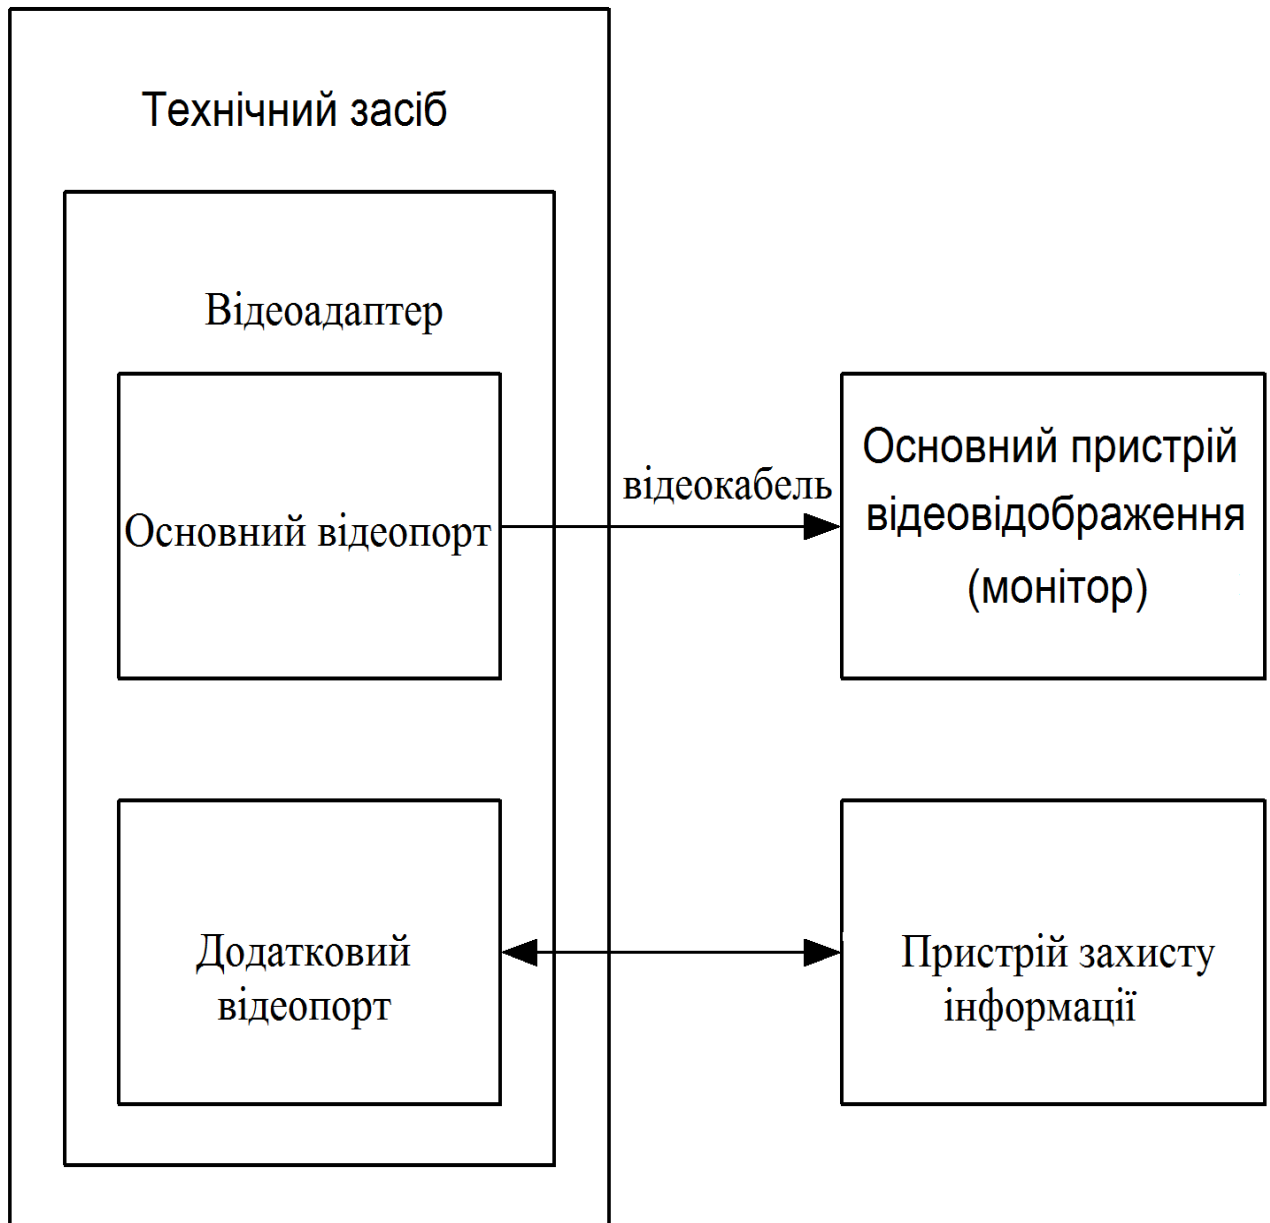 Технічний засіб
Відеоадаптер
Основний відеопорт
відеокабель
Основний пристрій
відеовідображення
(монітор)
Додатковий
відеопорт
Пристрій захисту
інформації